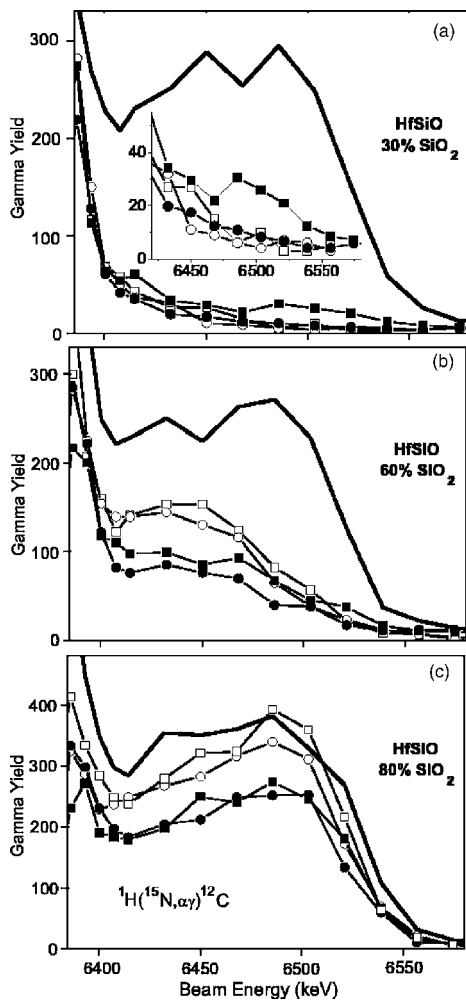 (a)
300
200
100
0
Gamma Yield
HfSiO
30% SiO2
40
20
0
6450
6500
6550
(b)
300
200
100
0
Gamma Yield
HfSIO
60% SIO2
(c)
400
300
200
100
0
Gamma Yield
HfSIO
80% SIO2
1H(15N,αγ)12C
6400
6450
6500
6550
Beam Energy (keV)